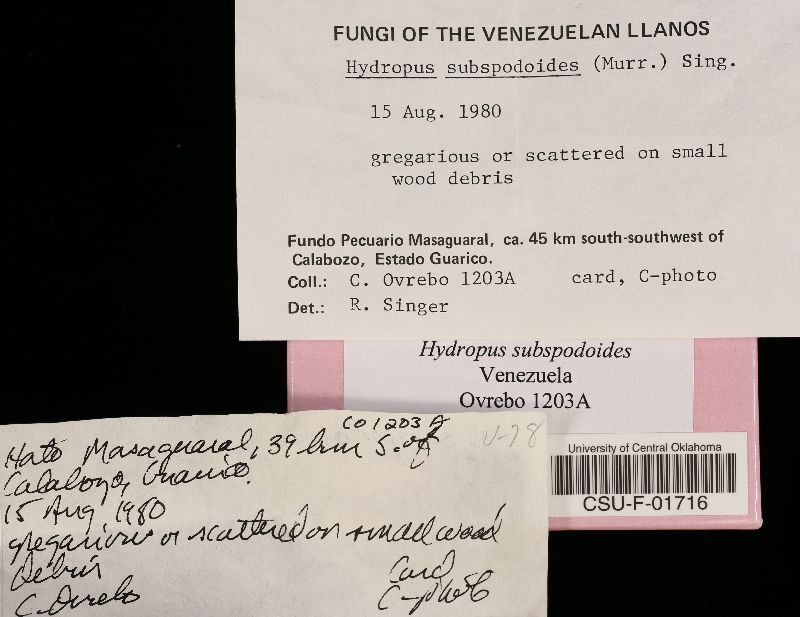 FUNGI OF THE VENEZUELAN LLANOS
Hydropus subspodoides (Murr.) Sing.
15 Aug. 1980
gregarious or scattered on small
wood debris
Fundo Pecuario Masaguaral, ca. 45 km south-southwest of
Calabozo, Estado Guarico.
Coll.: C. Ovrebo 1203A card, C-photo
Det.: R. Singer
Hydropus subspodoides
Venezuela
Ovrebo 1203A
University of Central Oklahoma
CSU-F-01716
CO 1203 A
Hato Masaguaral, 39 km S. of
Calabozo, Guarico.
15 Aug 1980
gregarious or scattered on small wood
debris
Card
C. Ovrebo C-photo